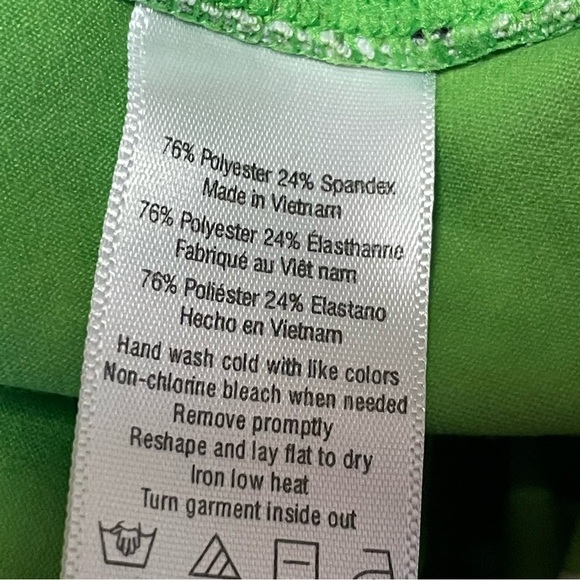 76% Polyester 24% Spandex
Made in Vietnam
76% Polyester 24% Élasthanne
Fabriqué au Viêt nam
76% Poliéster 24% Elastano
Hecho en Vietnam
Hand wash cold with like colors
Non-chlorine bleach when needed
Remove promptly
Reshape and lay flat to dry
Iron low heat
Turn garment inside out